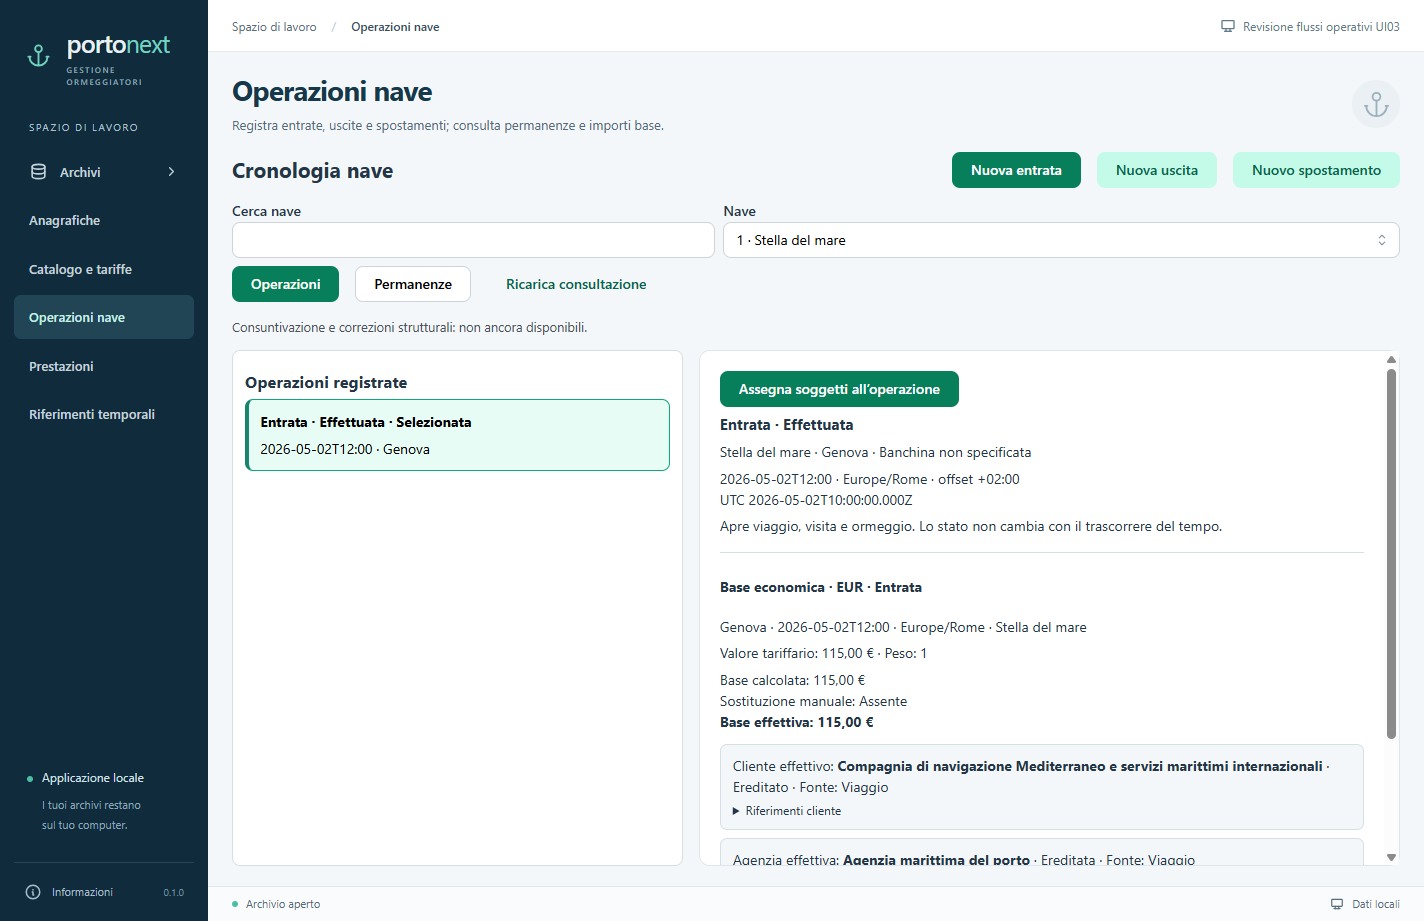 portonext
GESTIONE
ORMEGGIATORI
SPAZIO DI LAVORO
Archivi
Anagrafiche
Catalogo e tariffe
Operazioni nave
Prestazioni
Riferimenti temporali
Applicazione locale
I tuoi archivi restano
sul tuo computer.
Informazioni 0.1.0
Spazio di lavoro / Operazioni nave
Revisione flussi operativi UI03
Operazioni nave
Registra entrate, uscite e spostamenti; consulta permanenze e importi base.
Cronologia nave
Nuova entrata
Nuova uscita
Nuovo spostamento
Cerca nave
Nave
1 · Stella del mare
Operazioni
Permanenze
Ricarica consultazione
Consuntivazione e correzioni strutturali: non ancora disponibili.
Operazioni registrate
Entrata · Effettuata · Selezionata
2026-05-02T12:00 · Genova
Assegna soggetti all'operazione
Entrata · Effettuata
Stella del mare · Genova · Banchina non specificata
2026-05-02T12:00 · Europe/Rome · offset +02:00
UTC 2026-05-02T10:00:00.000Z
Apre viaggio, visita e ormeggio. Lo stato non cambia con il trascorrere del tempo.
Base economica · EUR · Entrata
Genova · 2026-05-02T12:00 · Europe/Rome · Stella del mare
Valore tariffario: 115,00 € · Peso: 1
Base calcolata: 115,00 €
Sostituzione manuale: Assente
Base effettiva: 115,00 €
Cliente effettivo: Compagnia di navigazione Mediterraneo e servizi marittimi internazionali ·
Ereditato · Fonte: Viaggio
Riferimenti cliente
Agenzia effettiva: Agenzia marittima del porto · Ereditata · Fonte: Viaggio
Archivio aperto
Dati locali